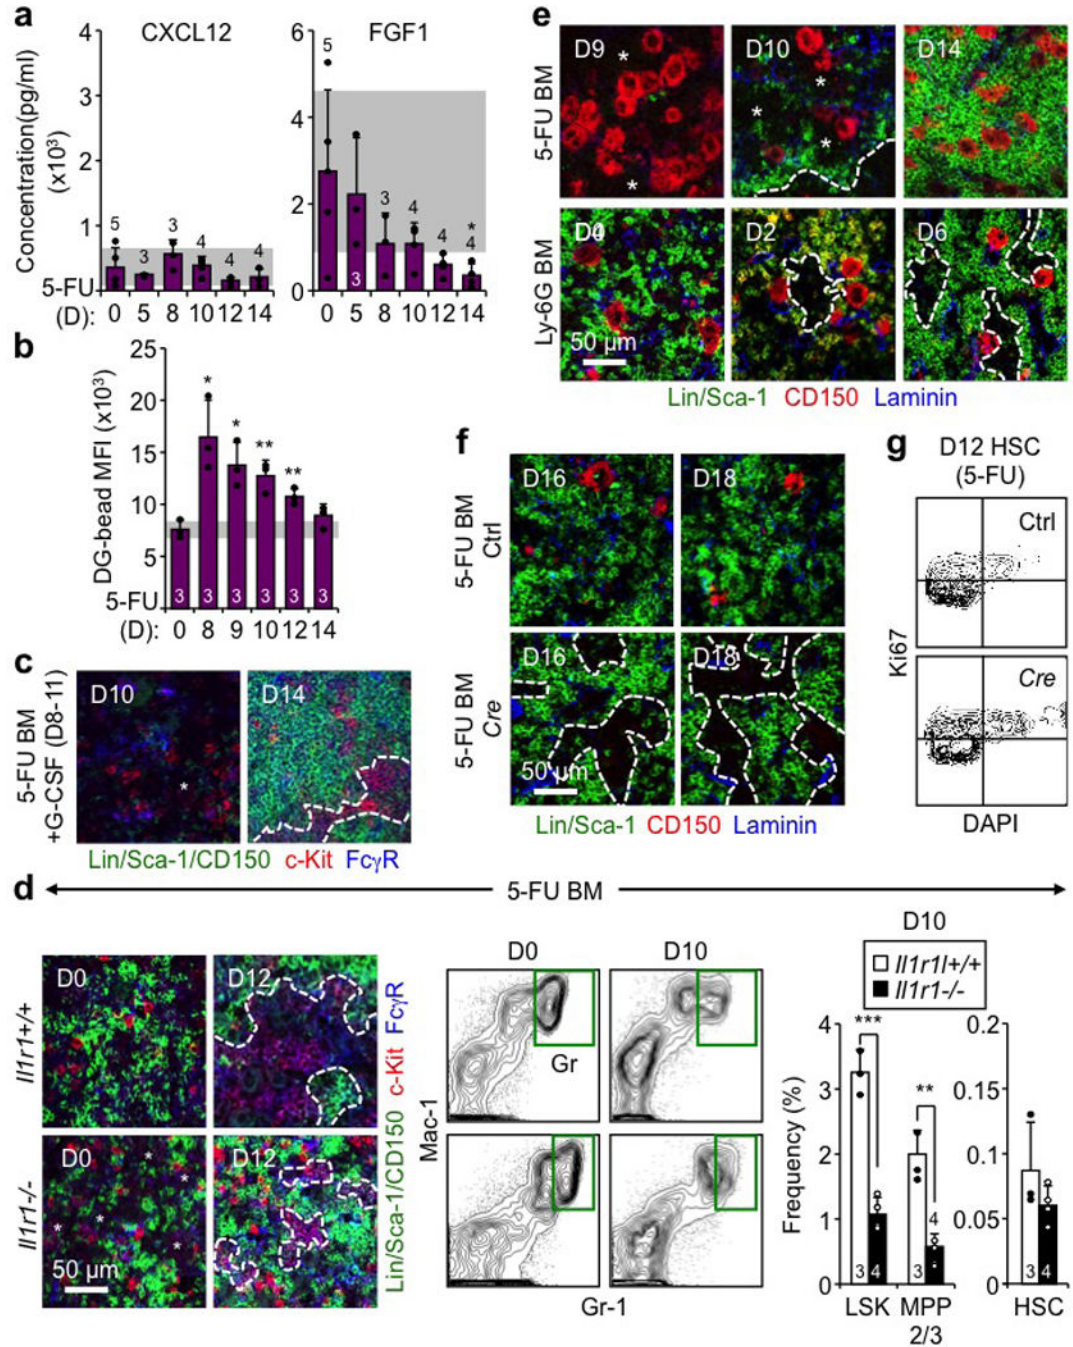 a
CXCL12
FGF1
Concentration(pg/ml)
(x10³)
4
3
2
1
5 3 3 4 4 4
5-FU
(D): 0 5 8 10 12 14
6
4
2
0
5 3 3 4 4 * 4
0 5 8 10 12 14
b
DG-bead MFI (x10³)
25
20
15
10
5
* * ** **
3 3 3 3 3 3
5-FU
(D): 0 8 9 10 12 14
c
5-FU BM
+G-CSF (D8-11)
D10 D14
*
Lin/Sca-1/CD150 c-Kit FcγR
d
5-FU BM
Il1r1+/+
Il1r1-/-
D0 D12
D0 D12
* * * *
50 µm
Lin/Sca-1/CD150 c-Kit FcγR
D0 D10
Gr
Mac-1
Gr-1
D10
Il1r1l+/+
Il1r1-/-
Frequency (%)
4
3
2
1
0
*** **
3 4 3 4
LSK MPP
2/3
0.2
0.15
0.1
0.05
0
3 4
HSC
e
5-FU BM
D9 D10 D14
* * * * *
Ly-6G BM
D0 D2 D6
50 µm
Lin/Sca-1 CD150 Laminin
f
5-FU BM
Ctrl
D16 D18
5-FU BM
Cre
D16 D18
50 µm
Lin/Sca-1 CD150 Laminin
g
D12 HSC
(5-FU)
Ctrl
Cre
Ki67
DAPI